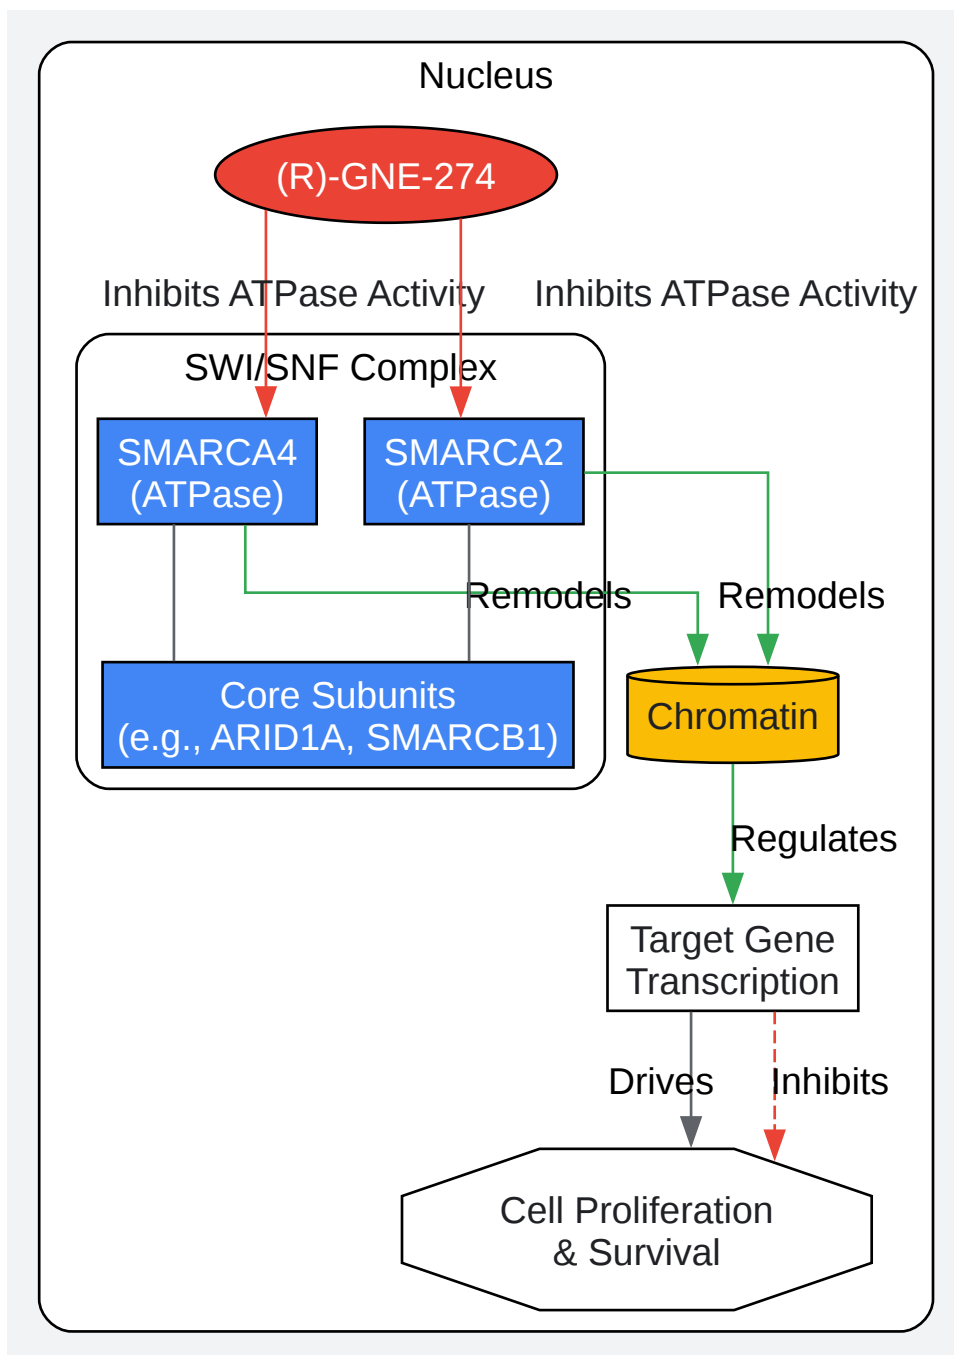 Nucleus
(R)-GNE-274
Inhibits ATPase Activity
Inhibits ATPase Activity
SWI/SNF Complex
SMARCA4
(ATPase)
SMARCA2
(ATPase)
Remodels
Remodels
Core Subunits
(e.g., ARID1A, SMARCB1)
Chromatin
Regulates
Target Gene
Transcription
Drives
Inhibits
Cell Proliferation
& Survival